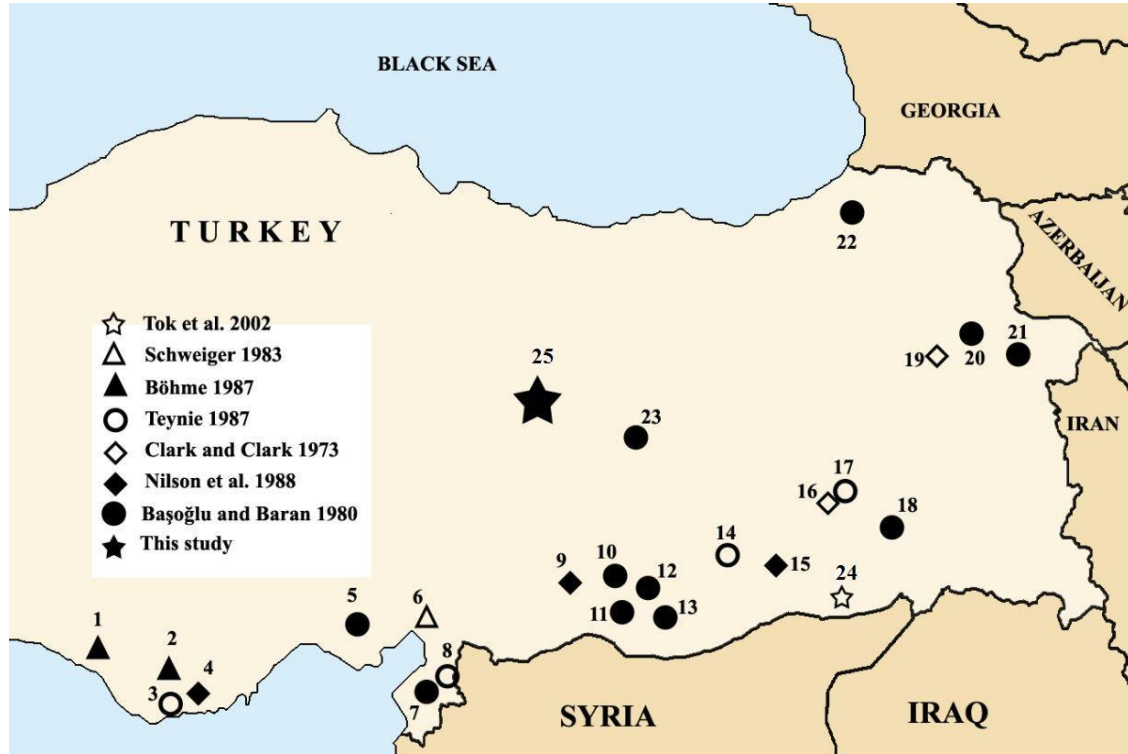 BLACK SEA
GEORGIA
TURKEY
22
AZERBAIJAN
Tok et al. 2002
Schweiger 1983
Böhme 1987
Teynie 1987
Clark and Clark 1973
Nilson et al. 1988
Başoğlu and Baran 1980
This study
25
19
20
21
23
IRAN
17
16
18
14
15
24
9
10
12
11
13
5
6
1
2
3
4
8
7
SYRIA
IRAQ